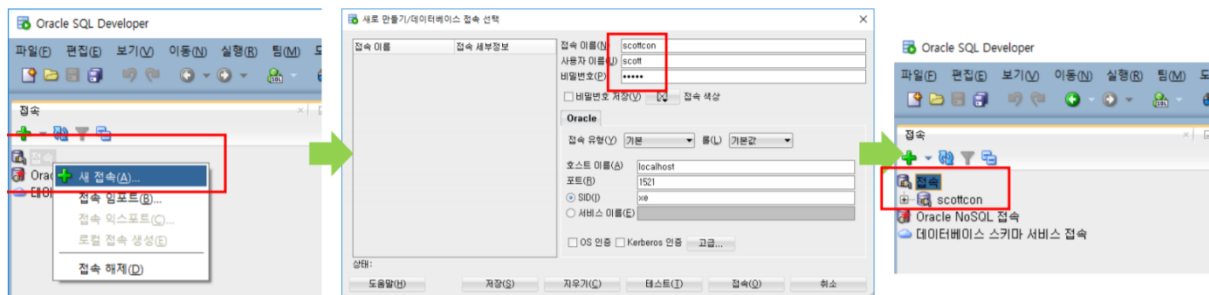 Oracle SQL Developer
파일(F) 편집(E) 보기(V) 이동(N) 실행(R) 팀(M) 도
접속
접속
새 접속(A)...
접속 임포트(B)...
접속 익스포트(C)...
로컬 접속 생성(E)
접속 해제(D)
새로 만들기/데이터베이스 접속 선택
접속 이름 접속 세부정보
접속 이름(N) scottcon
사용자 이름(U) scott
비밀번호(P) •••••
비밀번호 저장(V) 접속 색상
Oracle
접속 유형(Y) 기본 롤(L) 기본값
호스트 이름(A) localhost
포트(R) 1521
SID(I) xe
서비스 이름(E)
OS 인증 Kerberos 인증 고급...
상태:
도움말(H) 저장(S) 지우기(C) 테스트(T) 접속(O) 취소
Oracle SQL Developer
파일(F) 편집(E) 보기(V) 이동(N) 실행(R) 팀(M) 도
접속
접속
scottcon
Oracle NoSQL 접속
데이터베이스 스키마 서비스 접속